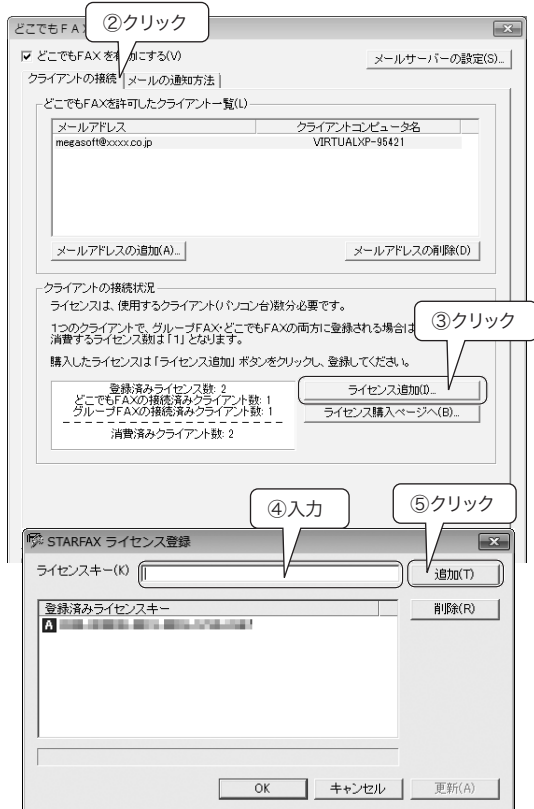 ②クリック
どこでもFA
どこでもFAX を有効にする(V)
メールサーバーの設定(S)...
クライアントの接続
メールの通知方法
どこでもFAXを許可したクライアント一覧(L)
メールアドレス
クライアントコンピュータ名
megasoft@xxxx.co.jp
VIRTUALXP-95421
メールアドレスの追加(A)...
メールアドレスの削除(D)
クライアントの接続状況
ライセンスは、使用するクライアント(パソコン台)数分必要です。
1つのクライアントで、グループFAX・どこでもFAXの両方に登録される場合は
消費するライセンス数は「1」となります。
③クリック
購入したライセンスは「ライセンス追加」ボタンをクリックし、登録してください。
登録済みライセンス数: 2
どこでもFAXの接続済みクライアント数: 1
グループFAXの接続済みクライアント数: 1
消費済みクライアント数: 2
ライセンス追加(I)...
ライセンス購入ページへ(B)...
④入力
⑤クリック
STARFAX ライセンス登録
ライセンスキー(K)
追加(T)
登録済みライセンスキー
削除(R)
A
OK
キャンセル
更新(A)